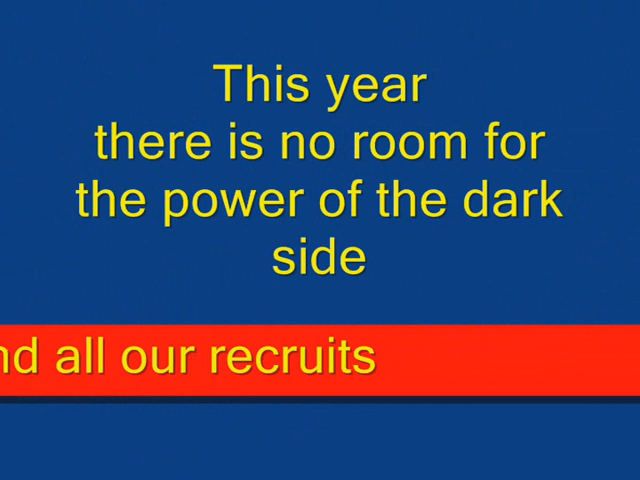 This year
there is no room for
the power of the dark
side
all our recruits